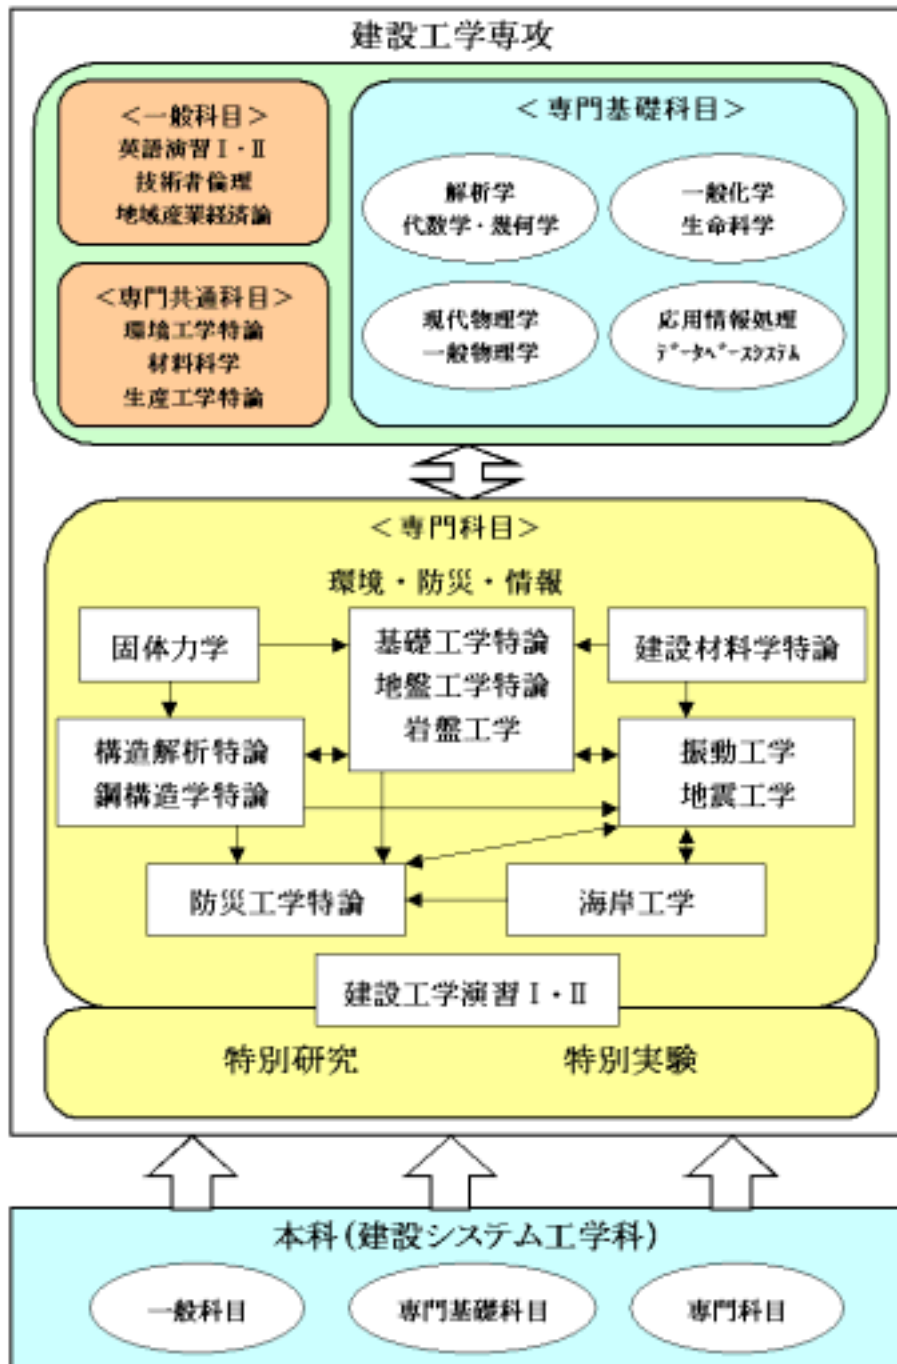 建設工学専攻
＜一般科目＞
英語演習Ⅰ・Ⅱ
技術者倫理
地域産業経済論
＜専門共通科目＞
環境工学特論
材料科学
生産工学特論
＜専門基礎科目＞
解析学
代数学・幾何学
一般化学
生命科学
現代物理学
一般物理学
応用情報処理
ﾃﾞｰﾀﾍﾞｰｽｼｽﾃﾑ
＜専門科目＞
環境・防災・情報
固体力学
基礎工学特論
地盤工学特論
岩盤工学
建設材料学特論
構造解析特論
鋼構造学特論
振動工学
地震工学
防災工学特論
海岸工学
建設工学演習Ⅰ・Ⅱ
特別研究
特別実験
本科(建設システム工学科)
一般科目
専門基礎科目
専門科目